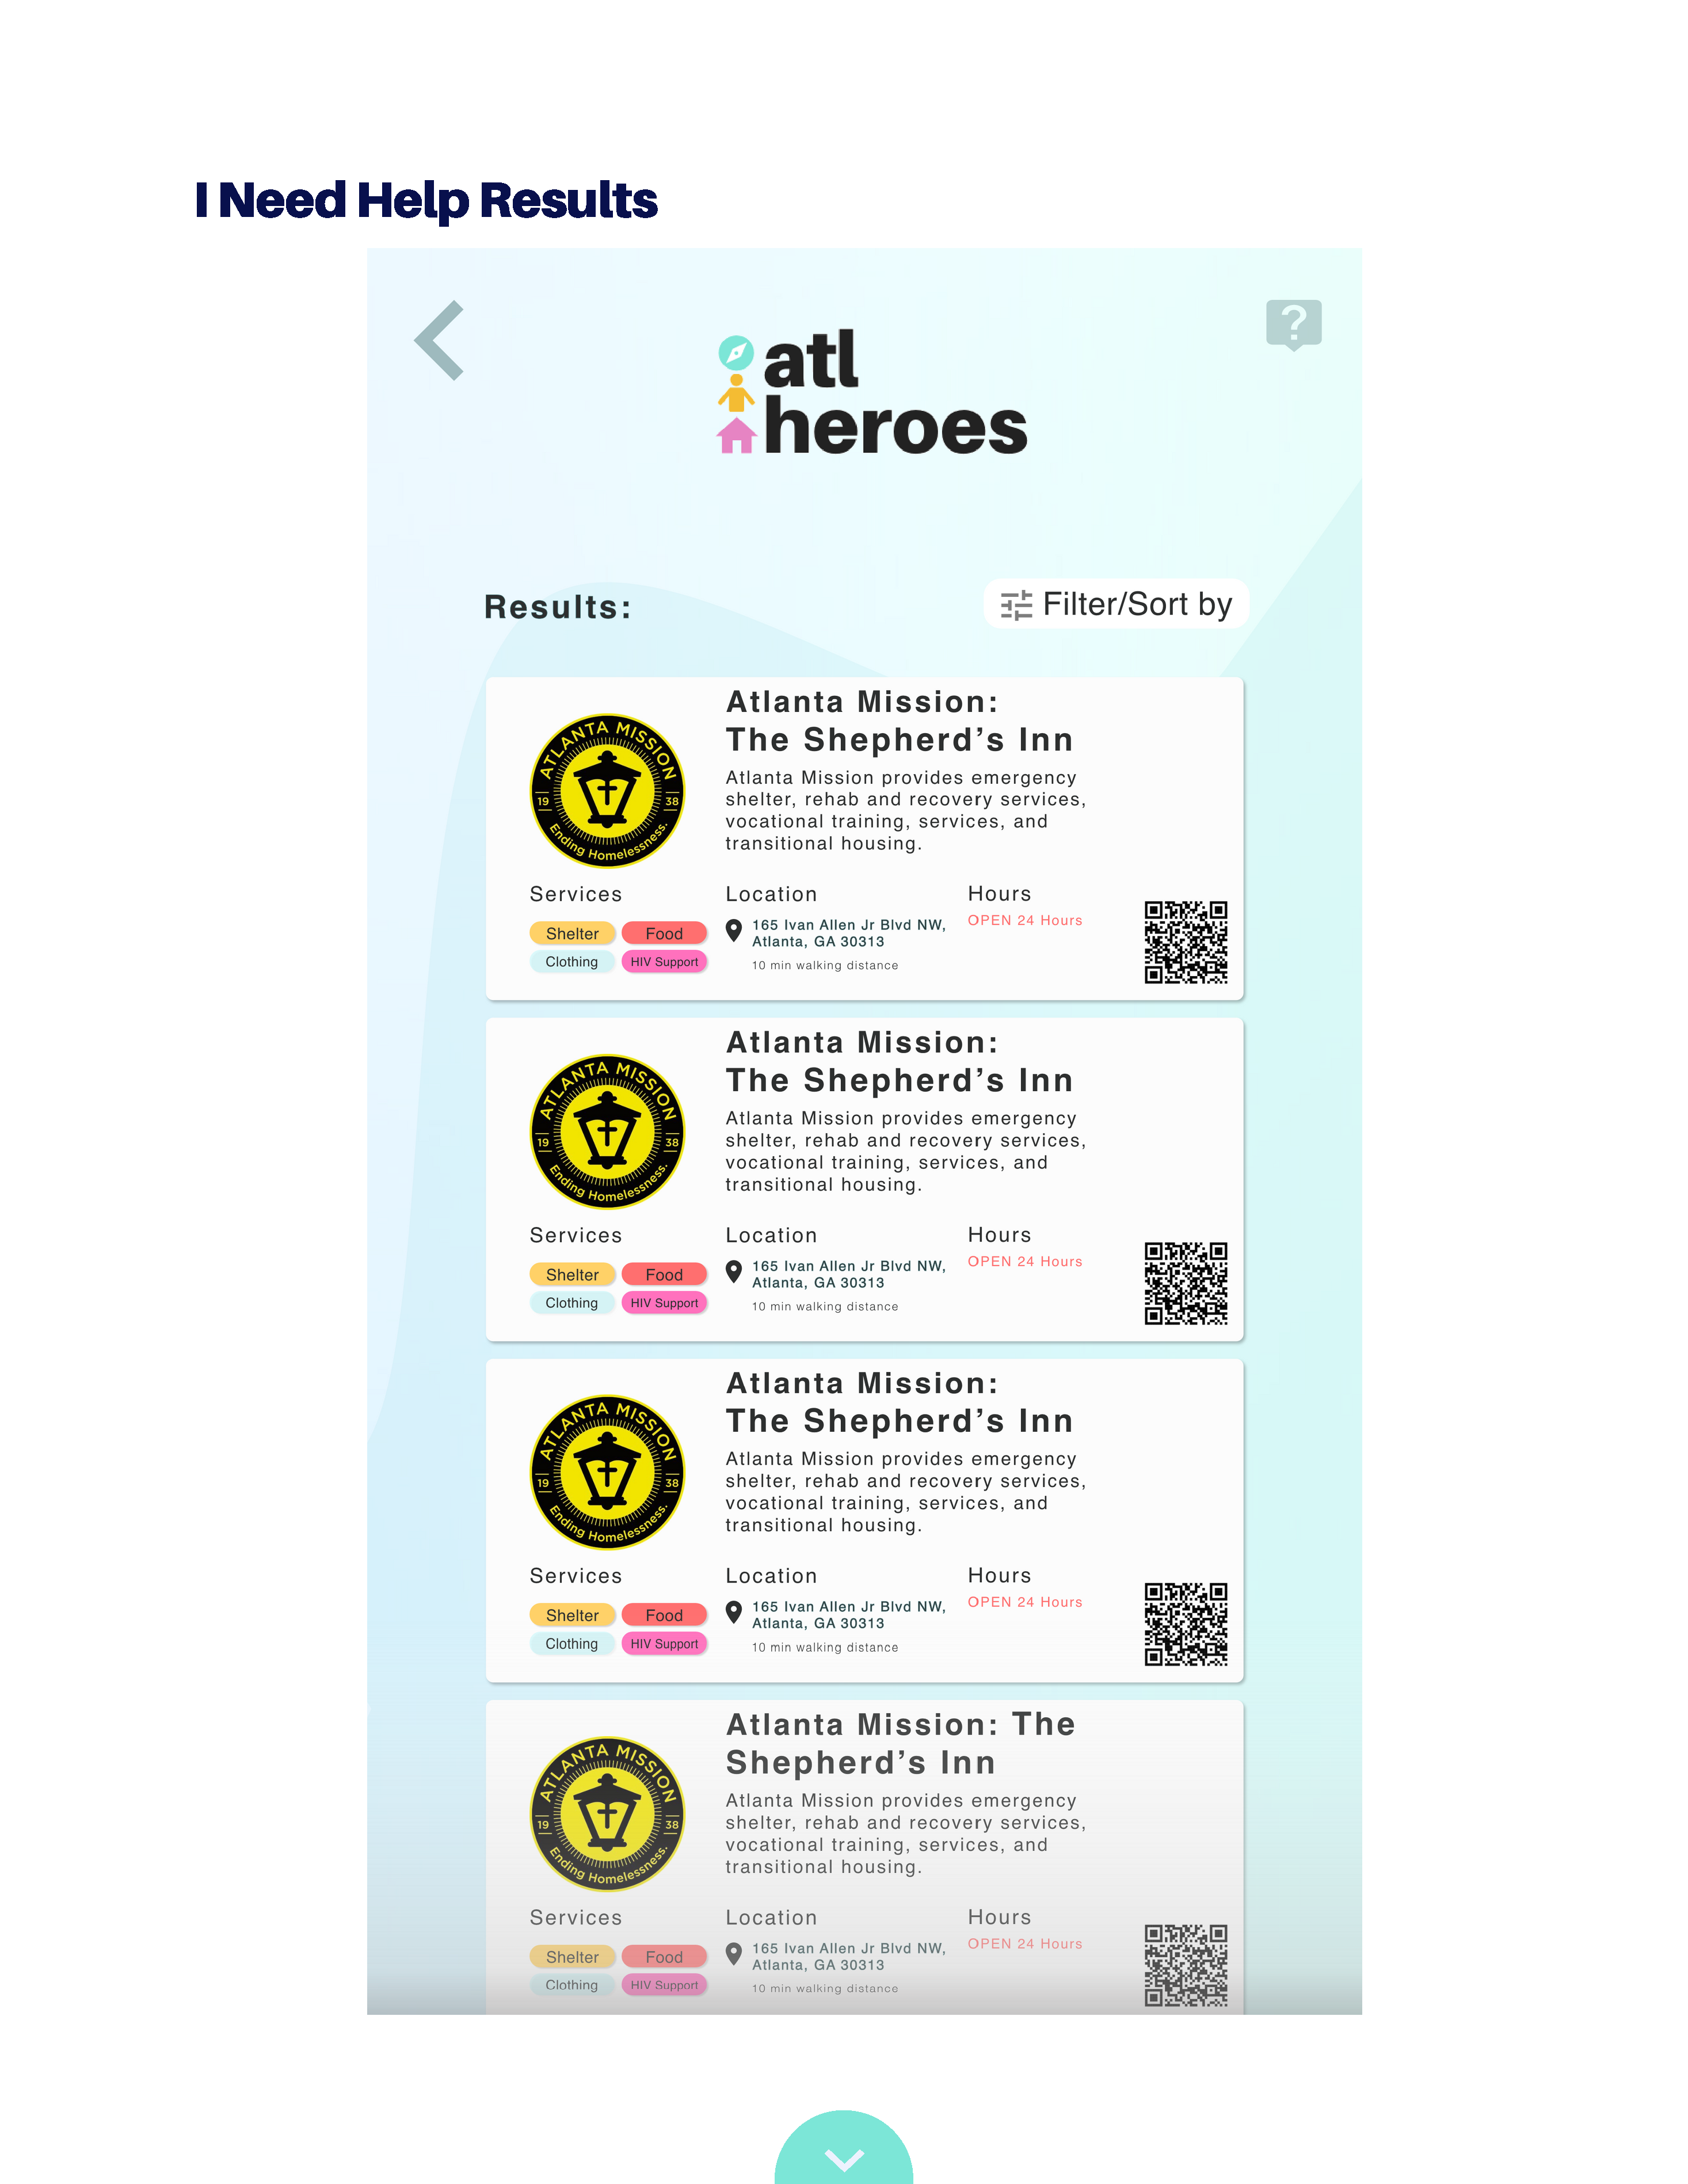 I Need Help Results
?
atl
heroes
Results:
Filter/Sort by
Atlanta Mission:
The Shepherd’s Inn
ATLANTA MISSION
19 38
Ending Homelessness.
Atlanta Mission provides emergency
shelter, rehab and recovery services,
vocational training, services, and
transitional housing.
Services
Location
Hours
Shelter
Food
Clothing
HIV Support
165 Ivan Allen Jr Blvd NW,
Atlanta, GA 30313
10 min walking distance
OPEN 24 Hours
Atlanta Mission:
The Shepherd’s Inn
ATLANTA MISSION
19 38
Ending Homelessness.
Atlanta Mission provides emergency
shelter, rehab and recovery services,
vocational training, services, and
transitional housing.
Services
Location
Hours
Shelter
Food
Clothing
HIV Support
165 Ivan Allen Jr Blvd NW,
Atlanta, GA 30313
10 min walking distance
OPEN 24 Hours
Atlanta Mission:
The Shepherd’s Inn
ATLANTA MISSION
19 38
Ending Homelessness.
Atlanta Mission provides emergency
shelter, rehab and recovery services,
vocational training, services, and
transitional housing.
Services
Location
Hours
Shelter
Food
Clothing
HIV Support
165 Ivan Allen Jr Blvd NW,
Atlanta, GA 30313
10 min walking distance
OPEN 24 Hours
Atlanta Mission: The
Shepherd’s Inn
ATLANTA MISSION
19 38
Ending Homelessness.
Atlanta Mission provides emergency
shelter, rehab and recovery services,
vocational training, services, and
transitional housing.
Services
Location
Hours
Shelter
Food
Clothing
HIV Support
165 Ivan Allen Jr Blvd NW,
Atlanta, GA 30313
10 min walking distance
OPEN 24 Hours